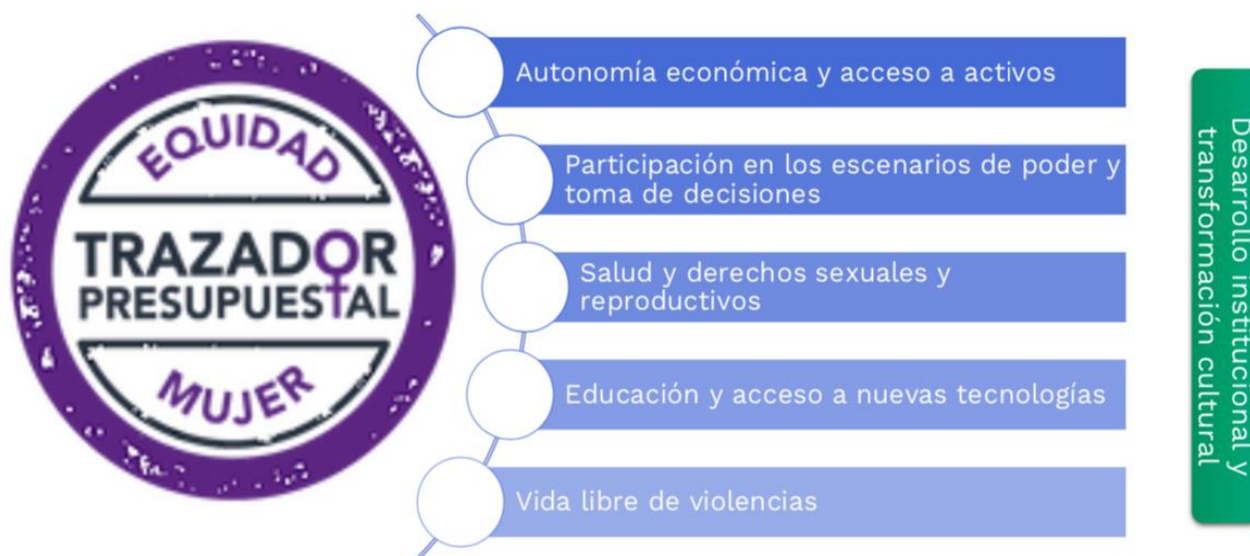 EQUIDAD
TRAZADOR
PRESUPUESTAL
MUJER
Autonomía económica y acceso a activos
Participación en los escenarios de poder y
toma de decisiones
Salud y derechos sexuales y
reproductivos
Educación y acceso a nuevas tecnologías
Vida libre de violencias
Desarrollo institucional y
transformación cultural